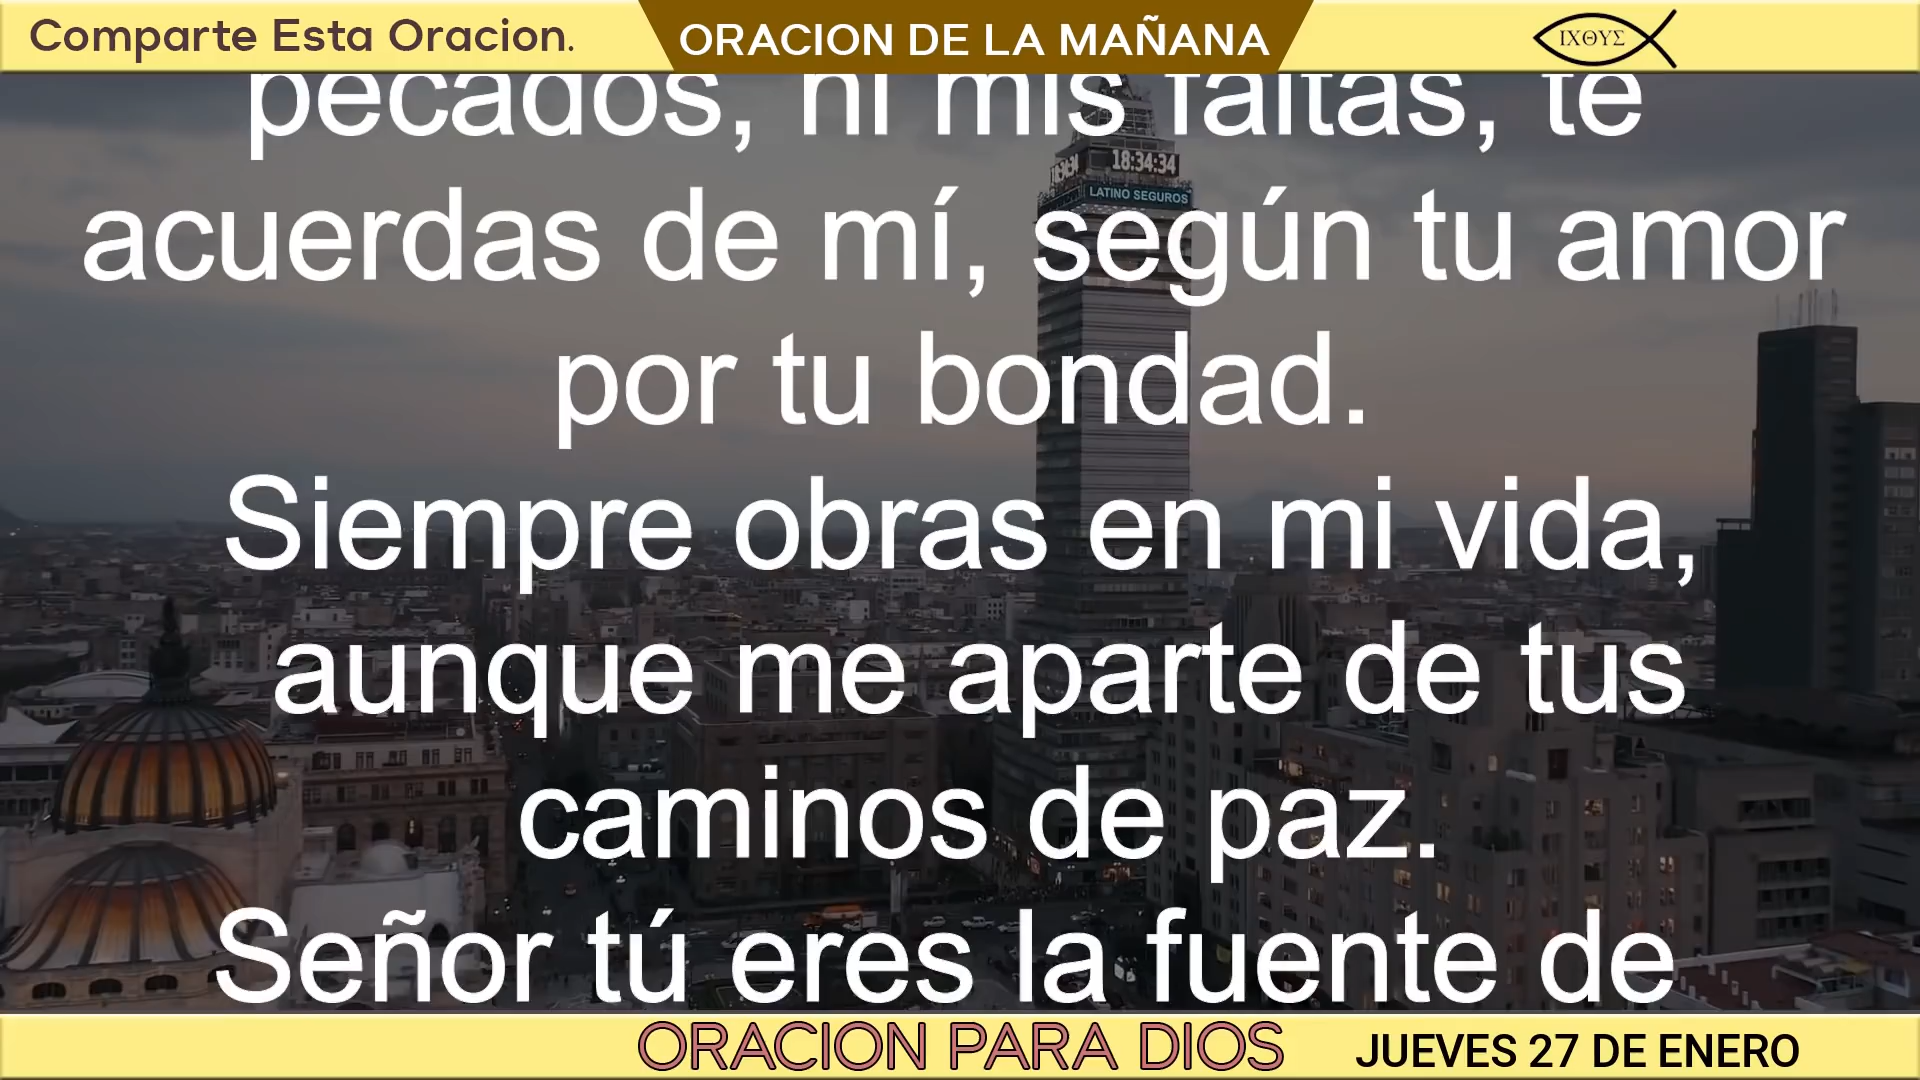 Comparte Esta Oracion.
ORACION DE LA MAÑANA
ΙΧΘΥΣ
pecados, ni mis faltas, te
18:34:34
LATINO SEGUROS
acuerdas de mí, según tu amor
por tu bondad.
Siempre obras en mi vida,
aunque me aparte de tus
caminos de paz.
Señor tú eres la fuente de
ORACION PARA DIOS
JUEVES 27 DE ENERO